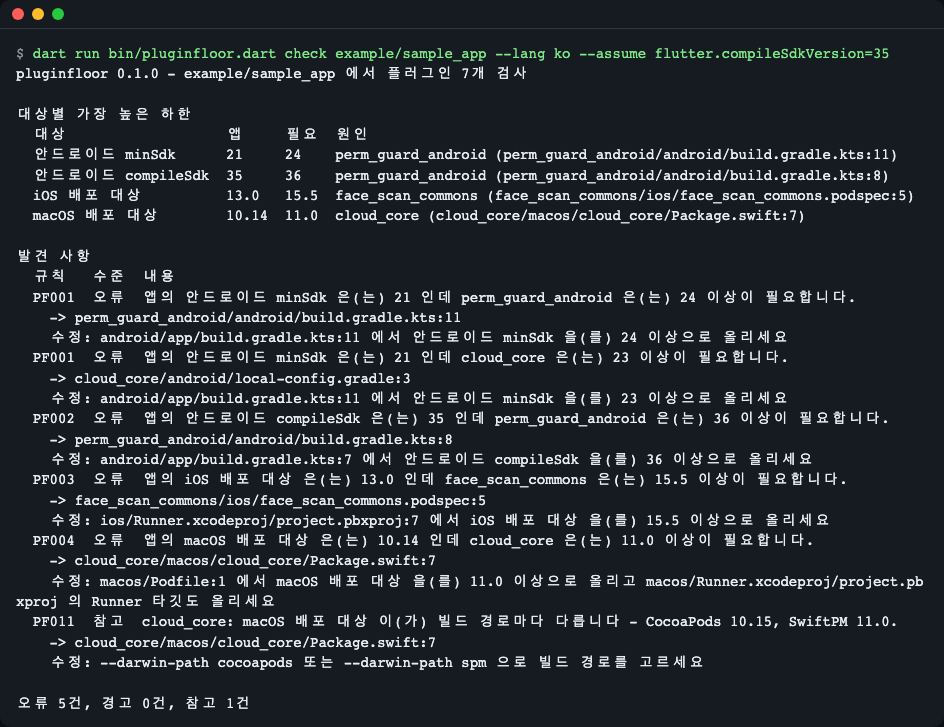 $ dart run bin/pluginfloor.dart check example/sample_app --lang ko --assume flutter.compileSdkVersion=35
pluginfloor 0.1.0 - example/sample_app 에서 플러그인 7개 검사
대상별 가장 높은 하한
대상 앱 필요 원인
안드로이드 minSdk 21 24 perm_guard_android (perm_guard_android/android/build.gradle.kts:11)
안드로이드 compileSdk 35 36 perm_guard_android (perm_guard_android/android/build.gradle.kts:8)
iOS 배포 대상 13.0 15.5 face_scan_commons (face_scan_commons/ios/face_scan_commons.podspec:5)
macOS 배포 대상 10.14 11.0 cloud_core (cloud_core/macos/cloud_core/Package.swift:7)
발견 사항
규칙 수준 내용
PF001 오류 앱의 안드로이드 minSdk 은(는) 21 인데 perm_guard_android 은(는) 24 이상이 필요합니다.
-> perm_guard_android/android/build.gradle.kts:11
수정: android/app/build.gradle.kts:11 에서 안드로이드 minSdk 을(를) 24 이상으로 올리세요
PF001 오류 앱의 안드로이드 minSdk 은(는) 21 인데 cloud_core 은(는) 23 이상이 필요합니다.
-> cloud_core/android/local-config.gradle:3
수정: android/app/build.gradle.kts:11 에서 안드로이드 minSdk 을(를) 23 이상으로 올리세요
PF002 오류 앱의 안드로이드 compileSdk 은(는) 35 인데 perm_guard_android 은(는) 36 이상이 필요합니다.
-> perm_guard_android/android/build.gradle.kts:8
수정: android/app/build.gradle.kts:7 에서 안드로이드 compileSdk 을(를) 36 이상으로 올리세요
PF003 오류 앱의 iOS 배포 대상 은(는) 13.0 인데 face_scan_commons 은(는) 15.5 이상이 필요합니다.
-> face_scan_commons/ios/face_scan_commons.podspec:5
수정: ios/Runner.xcodeproj/project.pbxproj:7 에서 iOS 배포 대상 을(를) 15.5 이상으로 올리세요
PF004 오류 앱의 macOS 배포 대상 은(는) 10.14 인데 cloud_core 은(는) 11.0 이상이 필요합니다.
-> cloud_core/macos/cloud_core/Package.swift:7
수정: macos/Podfile:1 에서 macOS 배포 대상 을(를) 11.0 이상으로 올리고 macos/Runner.xcodeproj/project.pb
xproj 의 Runner 타깃도 올리세요
PF011 참고 cloud_core: macOS 배포 대상 이(가) 빌드 경로마다 다릅니다 - CocoaPods 10.15, SwiftPM 11.0.
-> cloud_core/macos/cloud_core/Package.swift:7
수정: --darwin-path cocoapods 또는 --darwin-path spm 으로 빌드 경로를 고르세요
오류 5건, 경고 0건, 참고 1건